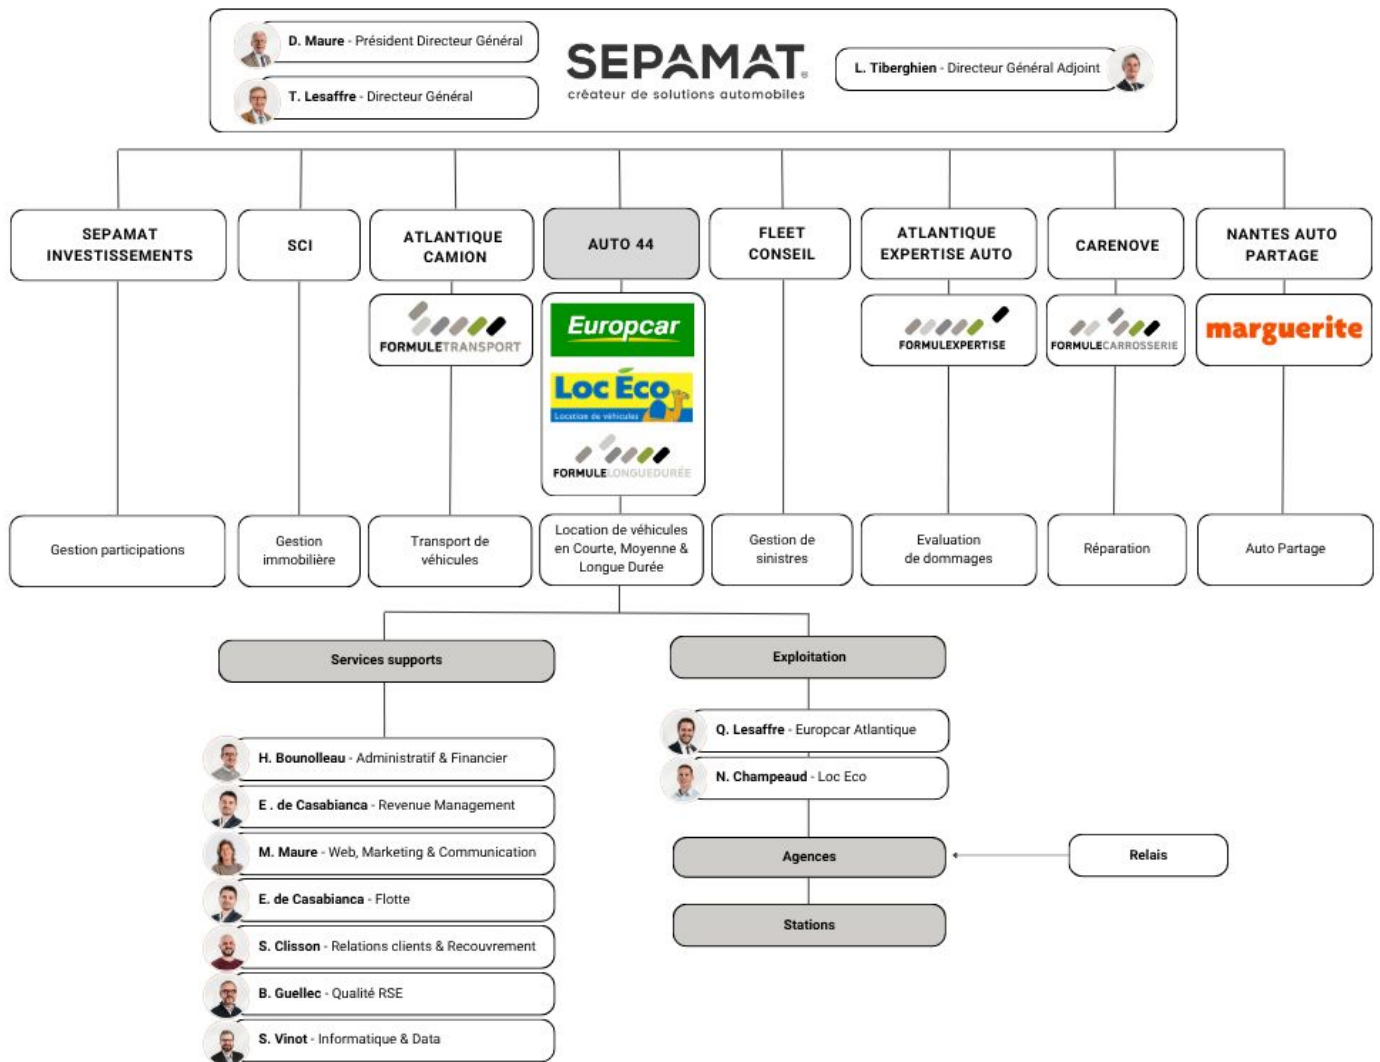 D. Maure - Président Directeur Général
T. Lesaffre - Directeur Général
SEPAMAT
créateur de solutions automobiles
L. Tiberghien - Directeur Général Adjoint
SEPAMAT
INVESTISSEMENTS
SCI
ATLANTIQUE
CAMION
AUTO 44
FLEET
CONSEIL
ATLANTIQUE
EXPERTISE AUTO
CARENOVE
NANTES AUTO
PARTAGE
FORMULETRANSPORT
Europcar
Loc Éco
Location de véhicules
FORMULELONGUEDURÉE
FORMULEXPERTISE
FORMULECARROSSERIE
marguerite
Gestion participations
Gestion
immobilière
Transport de
véhicules
Location de véhicules
en Courte, Moyenne &
Longue Durée
Gestion de
sinistres
Evaluation
de dommages
Réparation
Auto Partage
Services supports
H. Bounolleau - Administratif & Financier
E . de Casabianca - Revenue Management
M. Maure - Web, Marketing & Communication
E. de Casabianca - Flotte
S. Clisson - Relations clients & Recouvrement
B. Guellec - Qualité RSE
S. Vinot - Informatique & Data
Exploitation
Q. Lesaffre - Europcar Atlantique
N. Champeaud - Loc Eco
Agences
Relais
Stations